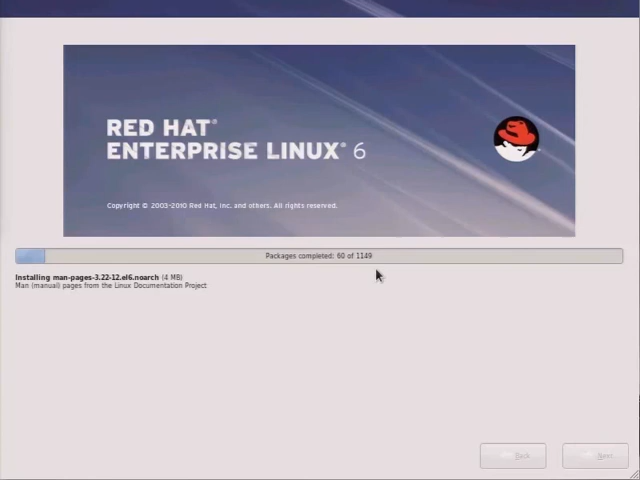 RED HAT®
ENTERPRISE LINUX® 6
Copyright © 2003-2010 Red Hat, Inc. and others. All rights reserved.
Packages completed: 60 of 1149
Installing man-pages-3.22-12.el6.noarch (4 MB)
Man (manual) pages from the Linux Documentation Project
Back
Next